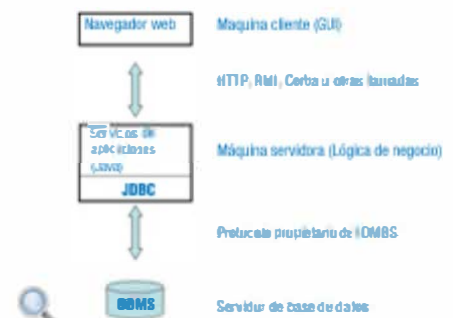 Navegador web
Maquina cliente (GUI)
HTTP, RMI, Corba u otras llamadas
Servicios de
aplicaciones
(Java)
JDBC
Máquina servidora (Lógica de negocio)
Protocolo propietario de
DBMS
Servidor de base de datos